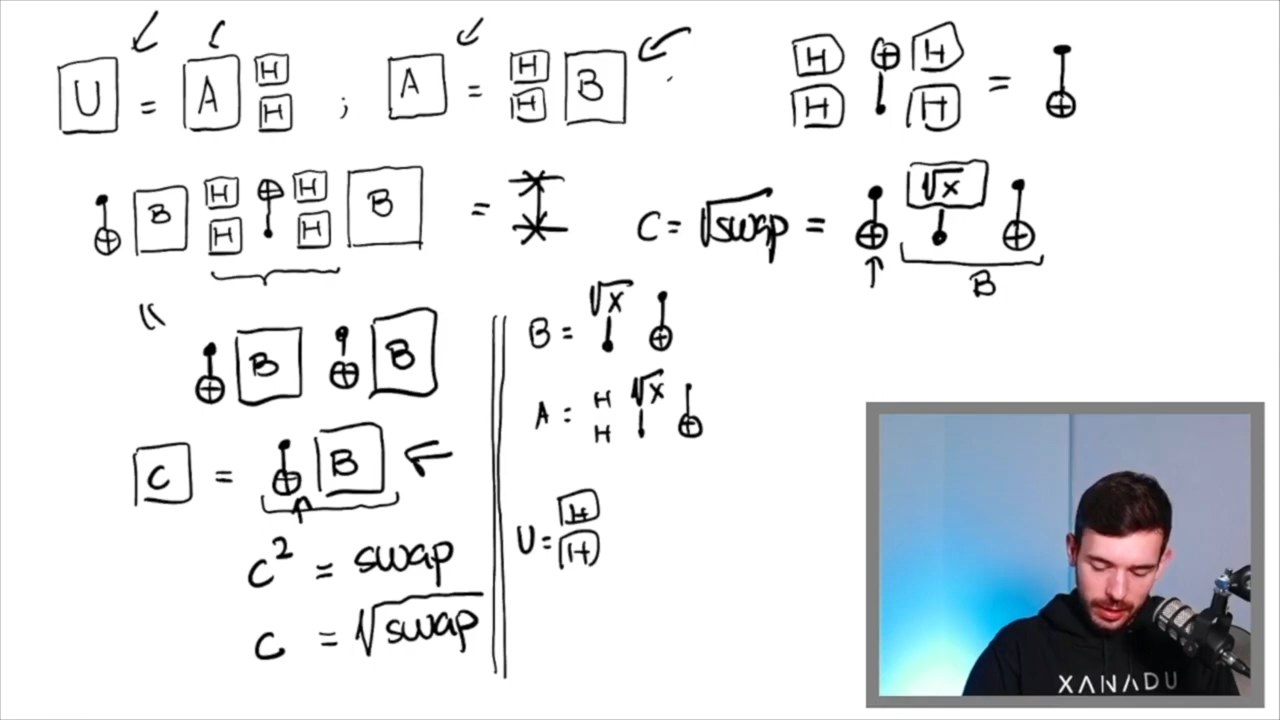 U = A H H ; A = H H B
H H ⊕ H H = ⊕
⊕ B H H ⊕ H H B =
C = √swap = ⊕ √x ⊕
B
⊕ B ⊕ B
C = ⊕ B
C² = swap
C = √swap
B = √x ⊕
A = H H √x ⊕
U = H H
XANADU